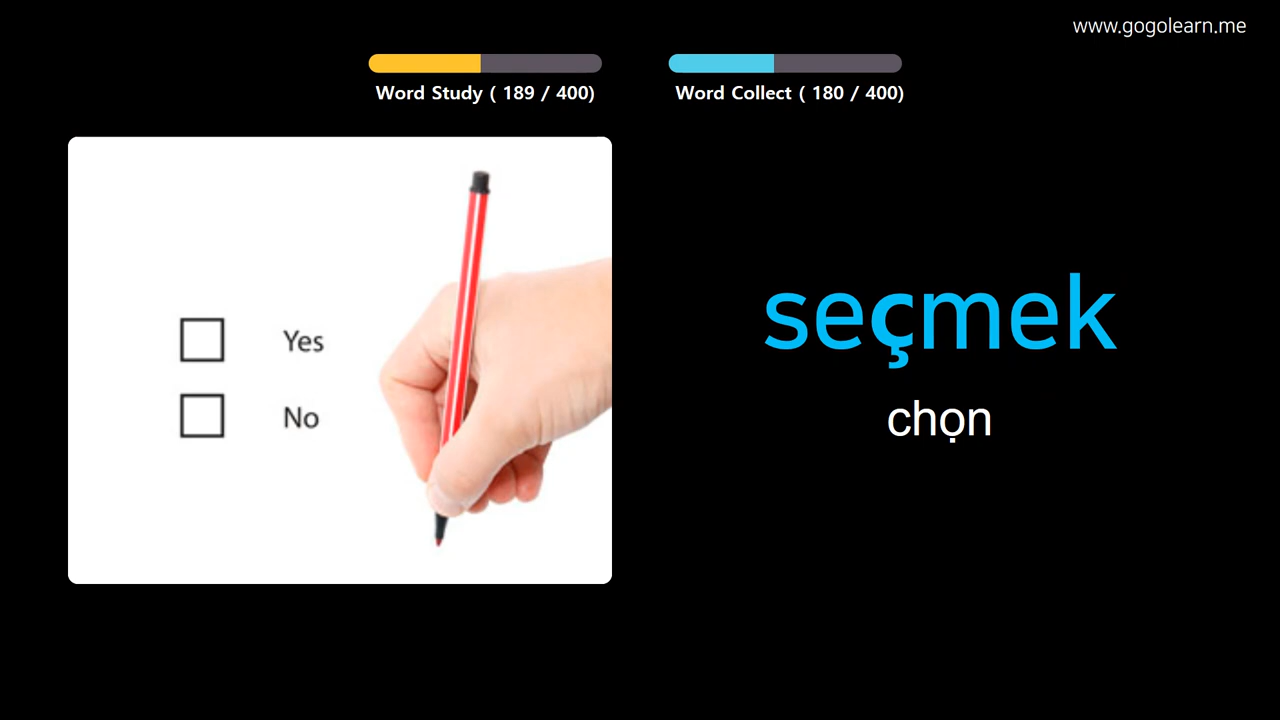 www.gogolearn.me
Word Study ( 189 / 400)
Word Collect ( 180 / 400)
Yes
No
seçmek
chọn